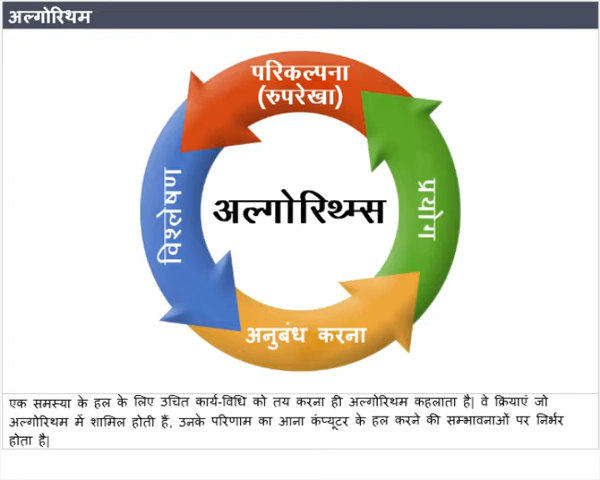 अल्गोरिथम
परिकल्पना
(रुपरेखा)
विश्लेषण
अल्गोरिथ्म्स
प्रयोग
अनुबंध करना
एक समस्या के हल के लिए उचित कार्य-विधि को तय करना ही अल्गोरिथम कहलाता है| वे क्रियाएं जो
अल्गोरिथम में शामिल होती हैं, उनके परिणाम का आना कंप्यूटर के हल करने की सम्भावनाओं पर निर्भर
होता है|